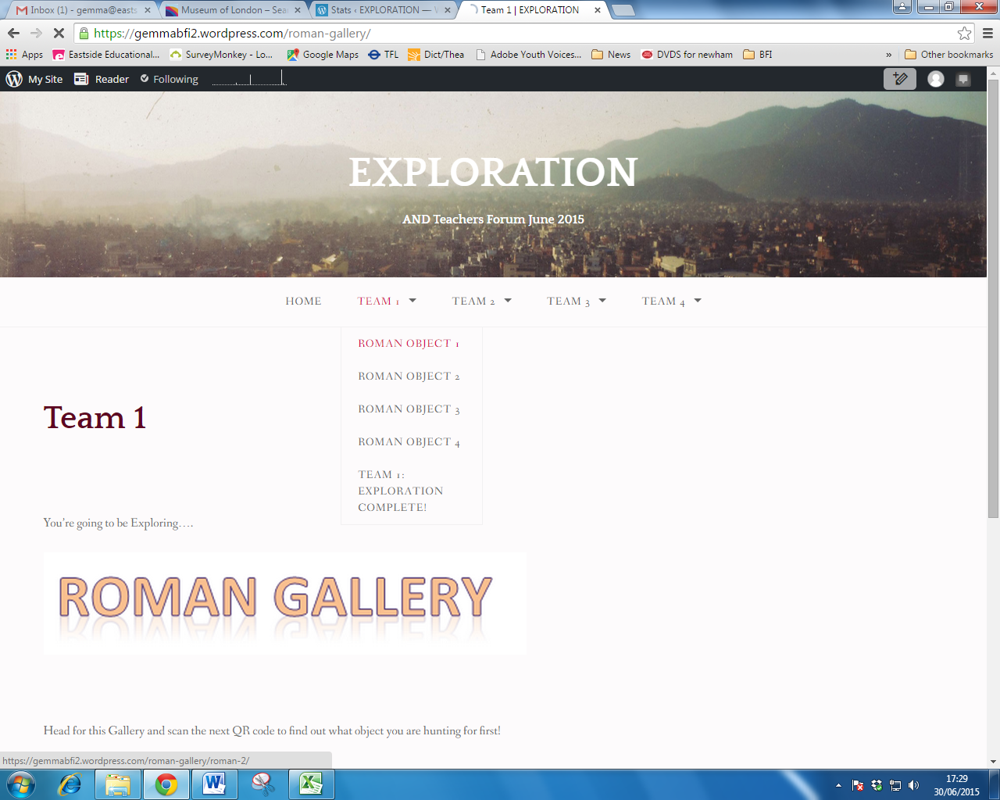 Inbox (1) - gemma@easts
Museum of London – Sea
Stats ‹ EXPLORATION — V
Team 1 | EXPLORATION
https://gemmabfi2.wordpress.com/roman-gallery/
Apps
Eastside Educational...
SurveyMonkey - Lo...
Google Maps
TFL
Dict/Thea
Adobe Youth Voices...
News
DVDS for newham
BFI
»
Other bookmarks
My Site
Reader
Following
EXPLORATION
AND Teachers Forum June 2015
HOME
TEAM 1
TEAM 2
TEAM 3
TEAM 4
ROMAN OBJECT 1
ROMAN OBJECT 2
ROMAN OBJECT 3
ROMAN OBJECT 4
TEAM 1:
EXPLORATION
COMPLETE!
Team 1
You're going to be Exploring….
ROMAN GALLERY
Head for this Gallery and scan the next QR code to find out what object you are hunting for first!
https://gemmabfi2.wordpress.com/roman-gallery/roman-2/
17:29
30/06/2015